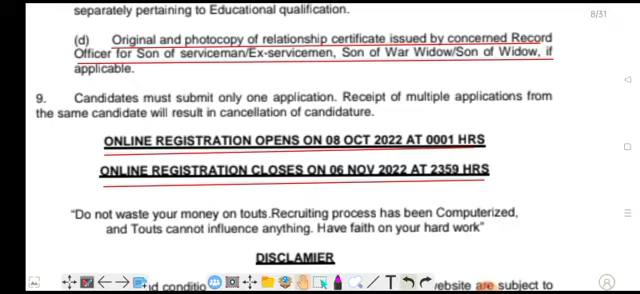 8/31
separately pertaining to Educational qualification.
(d) Original and photocopy of relationship certificate issued by concerned Record
Officer for Son of serviceman/Ex-servicemen, Son of War Widow/Son of Widow, if
applicable.
9. Candidates must submit only one application. Receipt of multiple applications from
the same candidate will result in cancellation of candidature.
ONLINE REGISTRATION OPENS ON 08 OCT 2022 AT 0001 HRS
ONLINE REGISTRATION CLOSES ON 06 NOV 2022 AT 2359 HRS
“Do not waste your money on touts.Recruiting process has been Computerized,
and Touts cannot influence anything. Have faith on your hard work”
DISCLAMIER
nd conditio ebsite are subject to